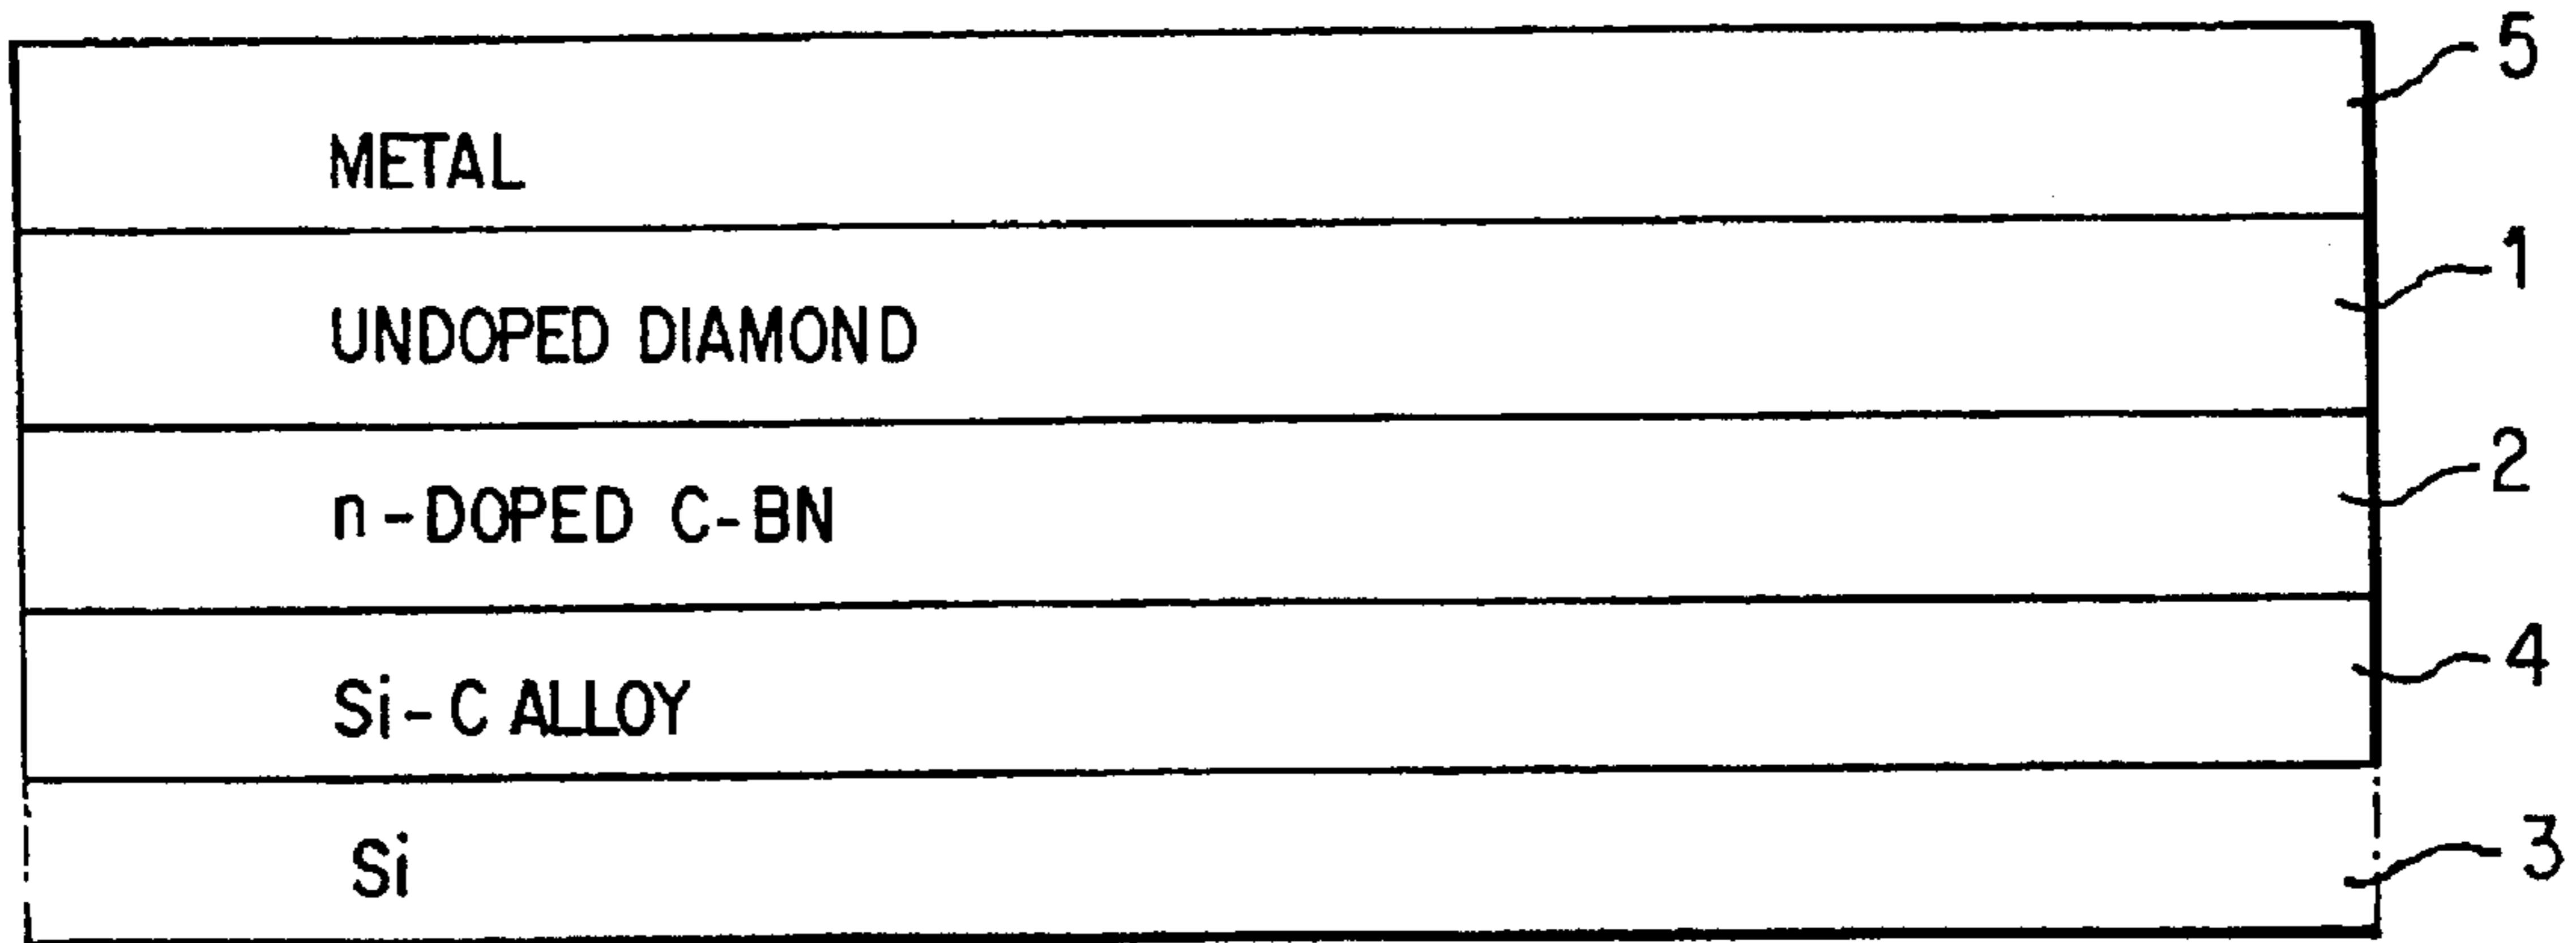 5
METAL
1
UNDOPED DIAMOND
2
n-DOPED C-BN
4
Si-C ALLOY
3
Si